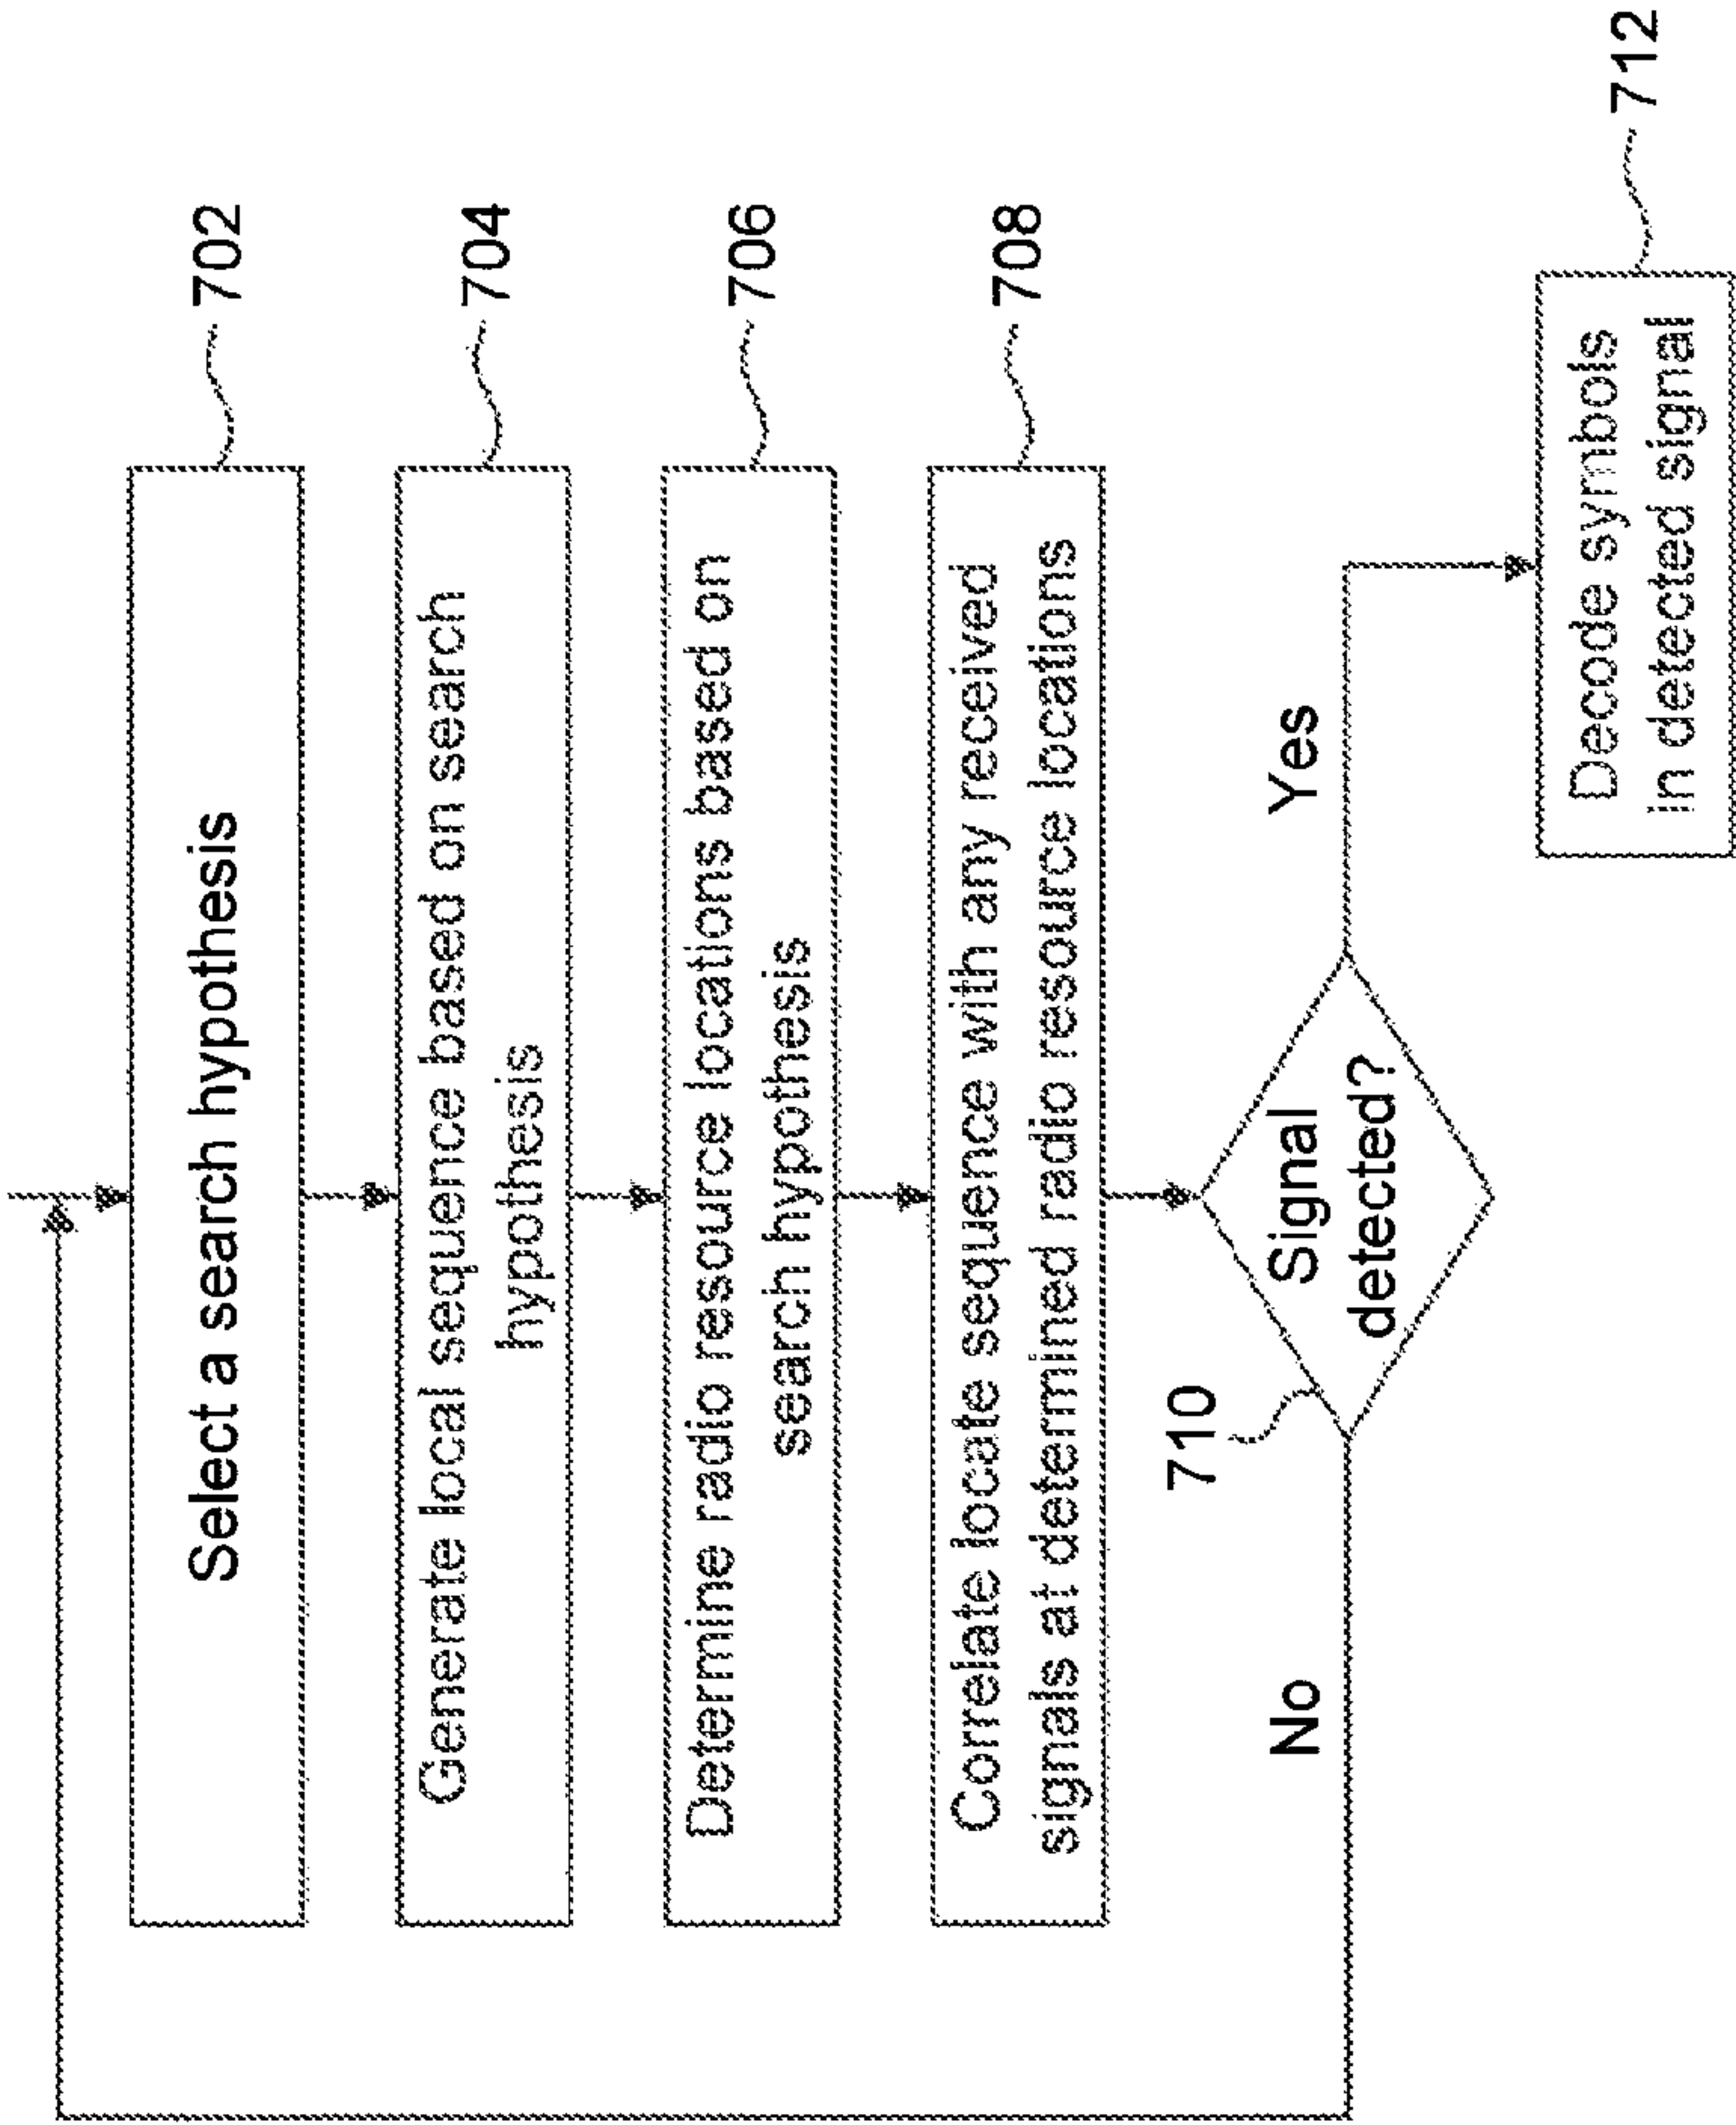 Select a search hypothesis
702
Generate local sequence based on search
hypothesis
704
Determine radio resource locations based on
search hypothesis
706
Correlate locate sequence with any received
signals at determined radio resource locations
708
710
Signal
detected?
No
Yes
Decode symbols
in detected signal
712